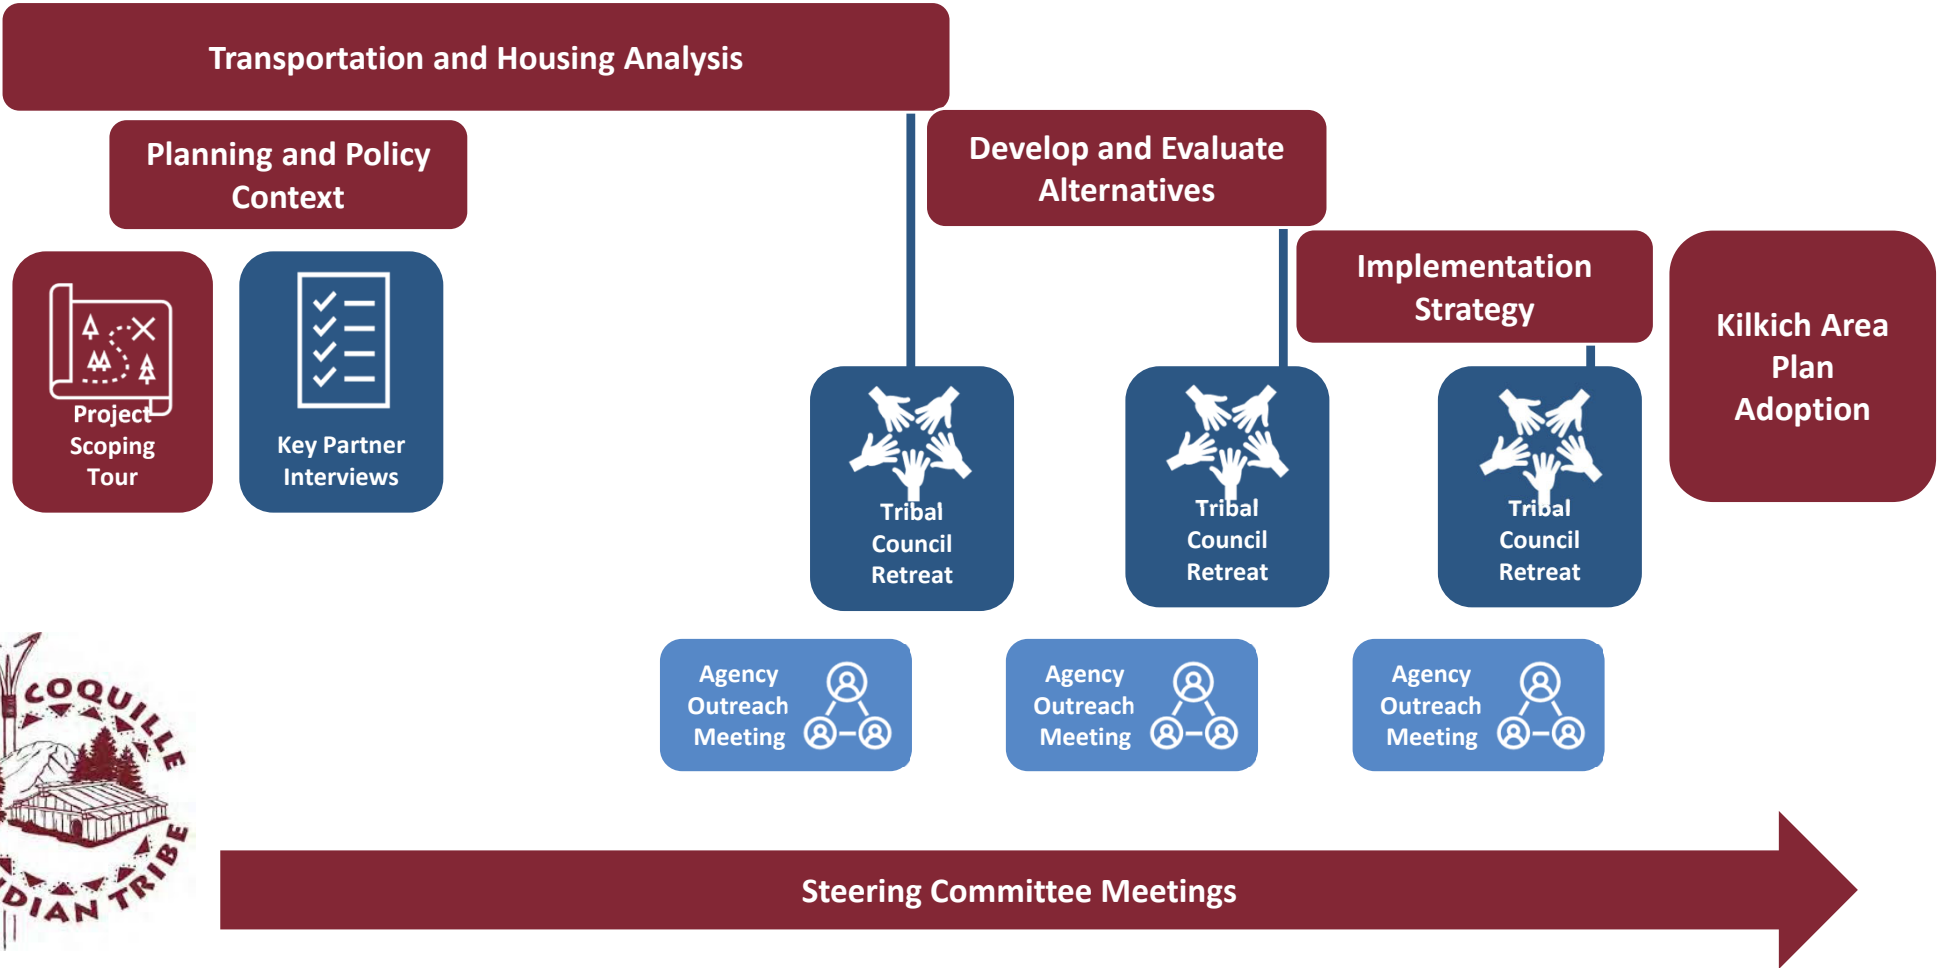 Transportation and Housing Analysis
Planning and Policy
Context
Develop and Evaluate
Alternatives
Implementation
Strategy
Kilkich Area
Plan
Adoption
Project
Scoping
Tour
Key Partner
Interviews
Tribal
Council
Retreat
Tribal
Council
Retreat
Tribal
Council
Retreat
Agency
Outreach
Meeting
Agency
Outreach
Meeting
Agency
Outreach
Meeting
COQUILLE
DIAN TRIBE
Steering Committee Meetings